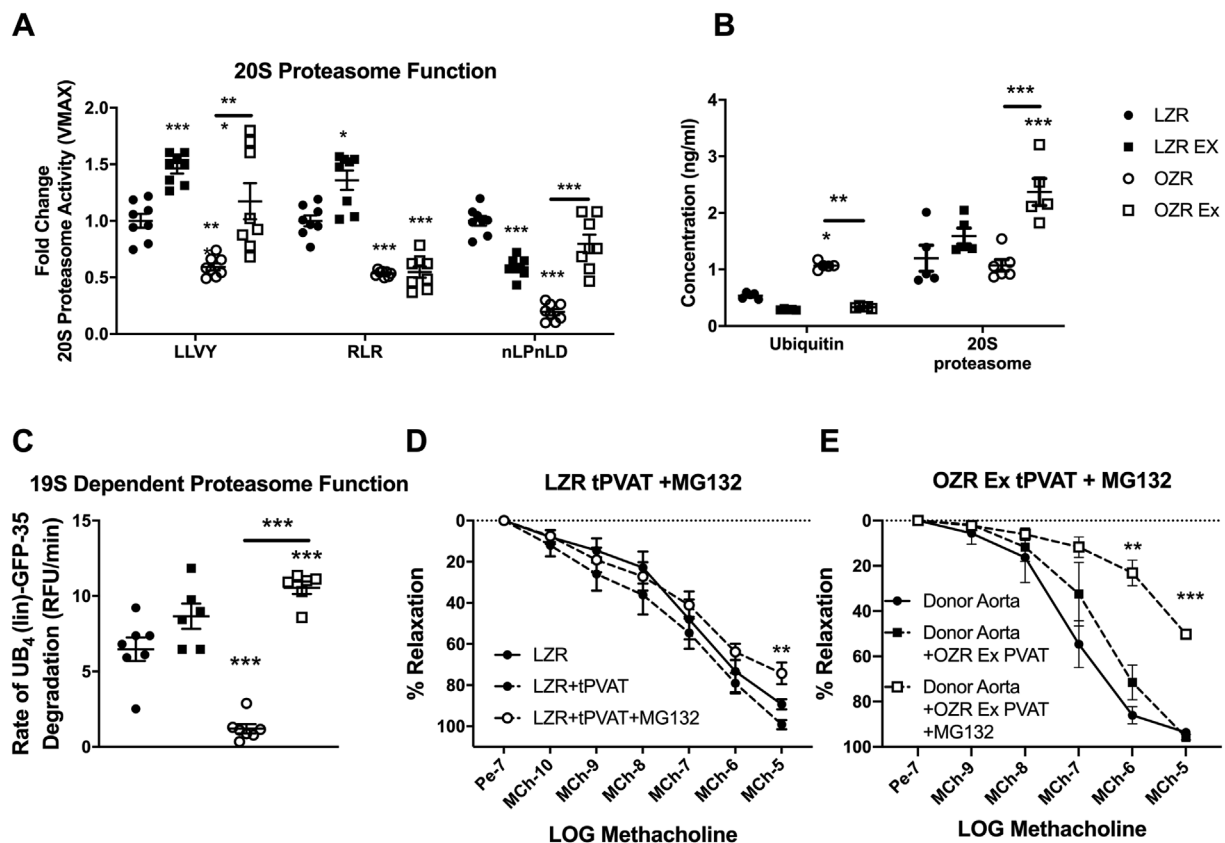 A
20S Proteasome Function
Fold Change
20S Proteasome Activity (VMAX)
2.0
1.5
1.0
0.5
0.0
***
**
*
**
*
*
***
***
***
***
***
LLVY
RLR
nLPnLD
B
Concentration (ng/ml)
4
3
2
1
0
**
*
***
***
Ubiquitin
20S
proteasome
LZR
LZR EX
OZR
OZR Ex
C
19S Dependent Proteasome Function
Rate of UB4 (lin)-GFP-35
Degradation (RFU/min)
15
10
5
0
***
***
***
D
LZR tPVAT +MG132
% Relaxation
0
20
40
60
80
100
**
LZR
LZR+tPVAT
LZR+tPVAT+MG132
Pe-7
MCh-10
MCh-9
MCh-8
MCh-7
MCh-6
MCh-5
LOG Methacholine
E
OZR Ex tPVAT + MG132
% Relaxation
0
20
40
60
80
100
**
***
Donor Aorta
Donor Aorta
+OZR Ex PVAT
Donor Aorta
+OZR Ex PVAT
+MG132
Pe-7
MCh-9
MCh-8
MCh-7
MCh-6
MCh-5
LOG Methacholine